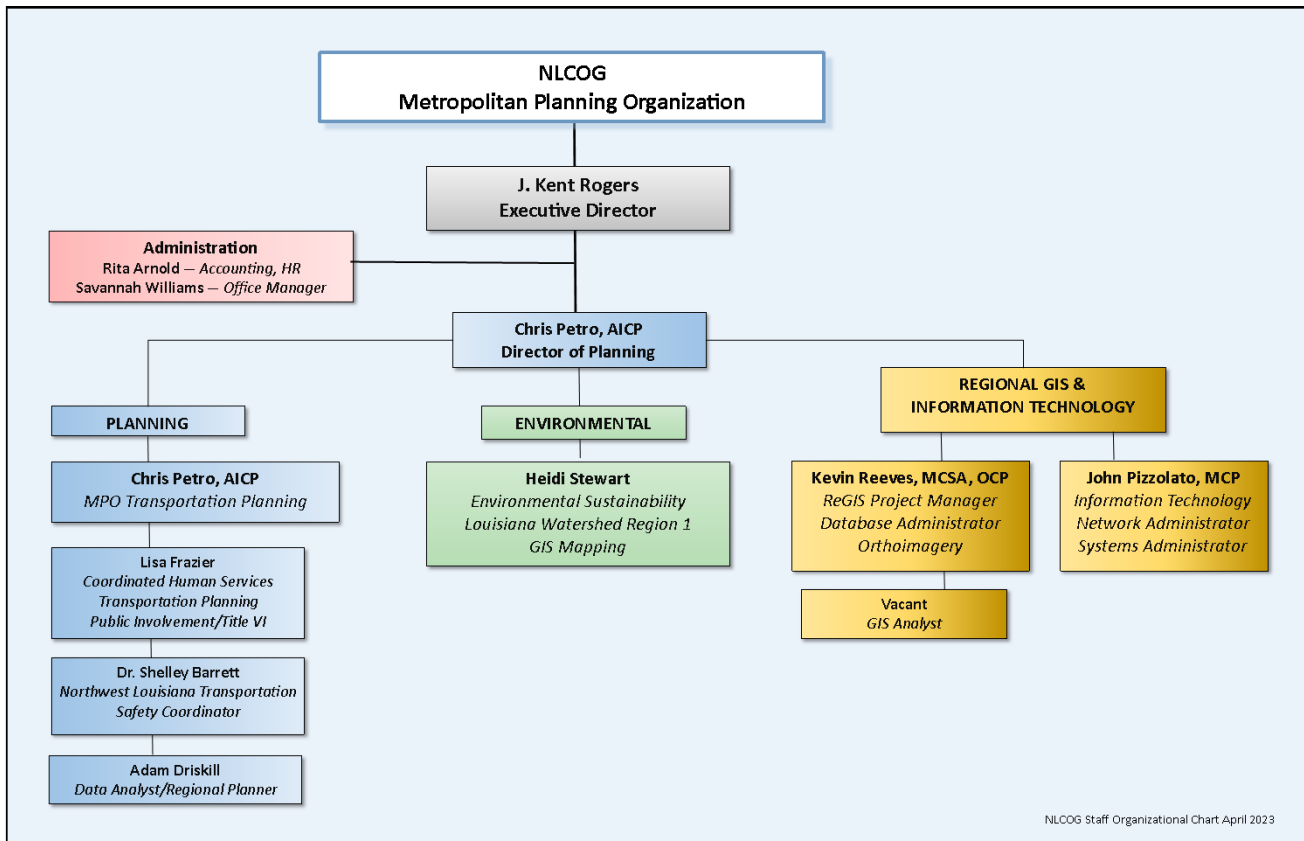 NLCOG
Metropolitan Planning Organization
J. Kent Rogers
Executive Director
Administration
Rita Arnold — Accounting, HR
Savannah Williams — Office Manager
Chris Petro, AICP
Director of Planning
PLANNING
Chris Petro, AICP
MPO Transportation Planning
Lisa Frazier
Coordinated Human Services
Transportation Planning
Public Involvement/Title VI
Dr. Shelley Barrett
Northwest Louisiana Transportation
Safety Coordinator
Adam Driskill
Data Analyst/Regional Planner
ENVIRONMENTAL
Heidi Stewart
Environmental Sustainability
Louisiana Watershed Region 1
GIS Mapping
REGIONAL GIS &
INFORMATION TECHNOLOGY
Kevin Reeves, MCSA, OCP
ReGIS Project Manager
Database Administrator
Orthoimagery
Vacant
GIS Analyst
John Pizzolato, MCP
Information Technology
Network Administrator
Systems Administrator
NLCOG Staff Organizational Chart April 2023